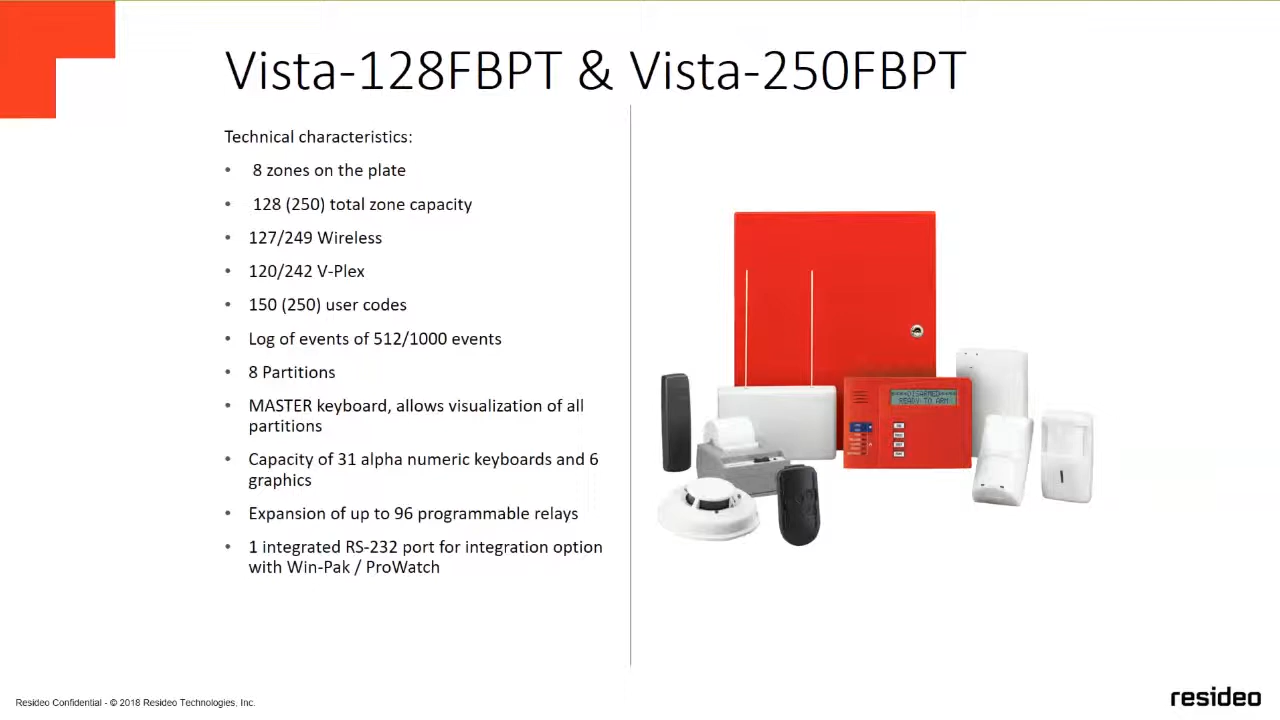 Vista-128FBPT & Vista-250FBPT
Technical characteristics:
• 8 zones on the plate
• 128 (250) total zone capacity
• 127/249 Wireless
• 120/242 V-Plex
• 150 (250) user codes
• Log of events of 512/1000 events
• 8 Partitions
• MASTER keyboard, allows visualization of all
partitions
• Capacity of 31 alpha numeric keyboards and 6
graphics
• Expansion of up to 96 programmable relays
• 1 integrated RS-232 port for integration option
with Win-Pak / ProWatch
****DISARMED****
READY TO ARM
Resideo Confidential - © 2018 Resideo Technologies, Inc.
resideo